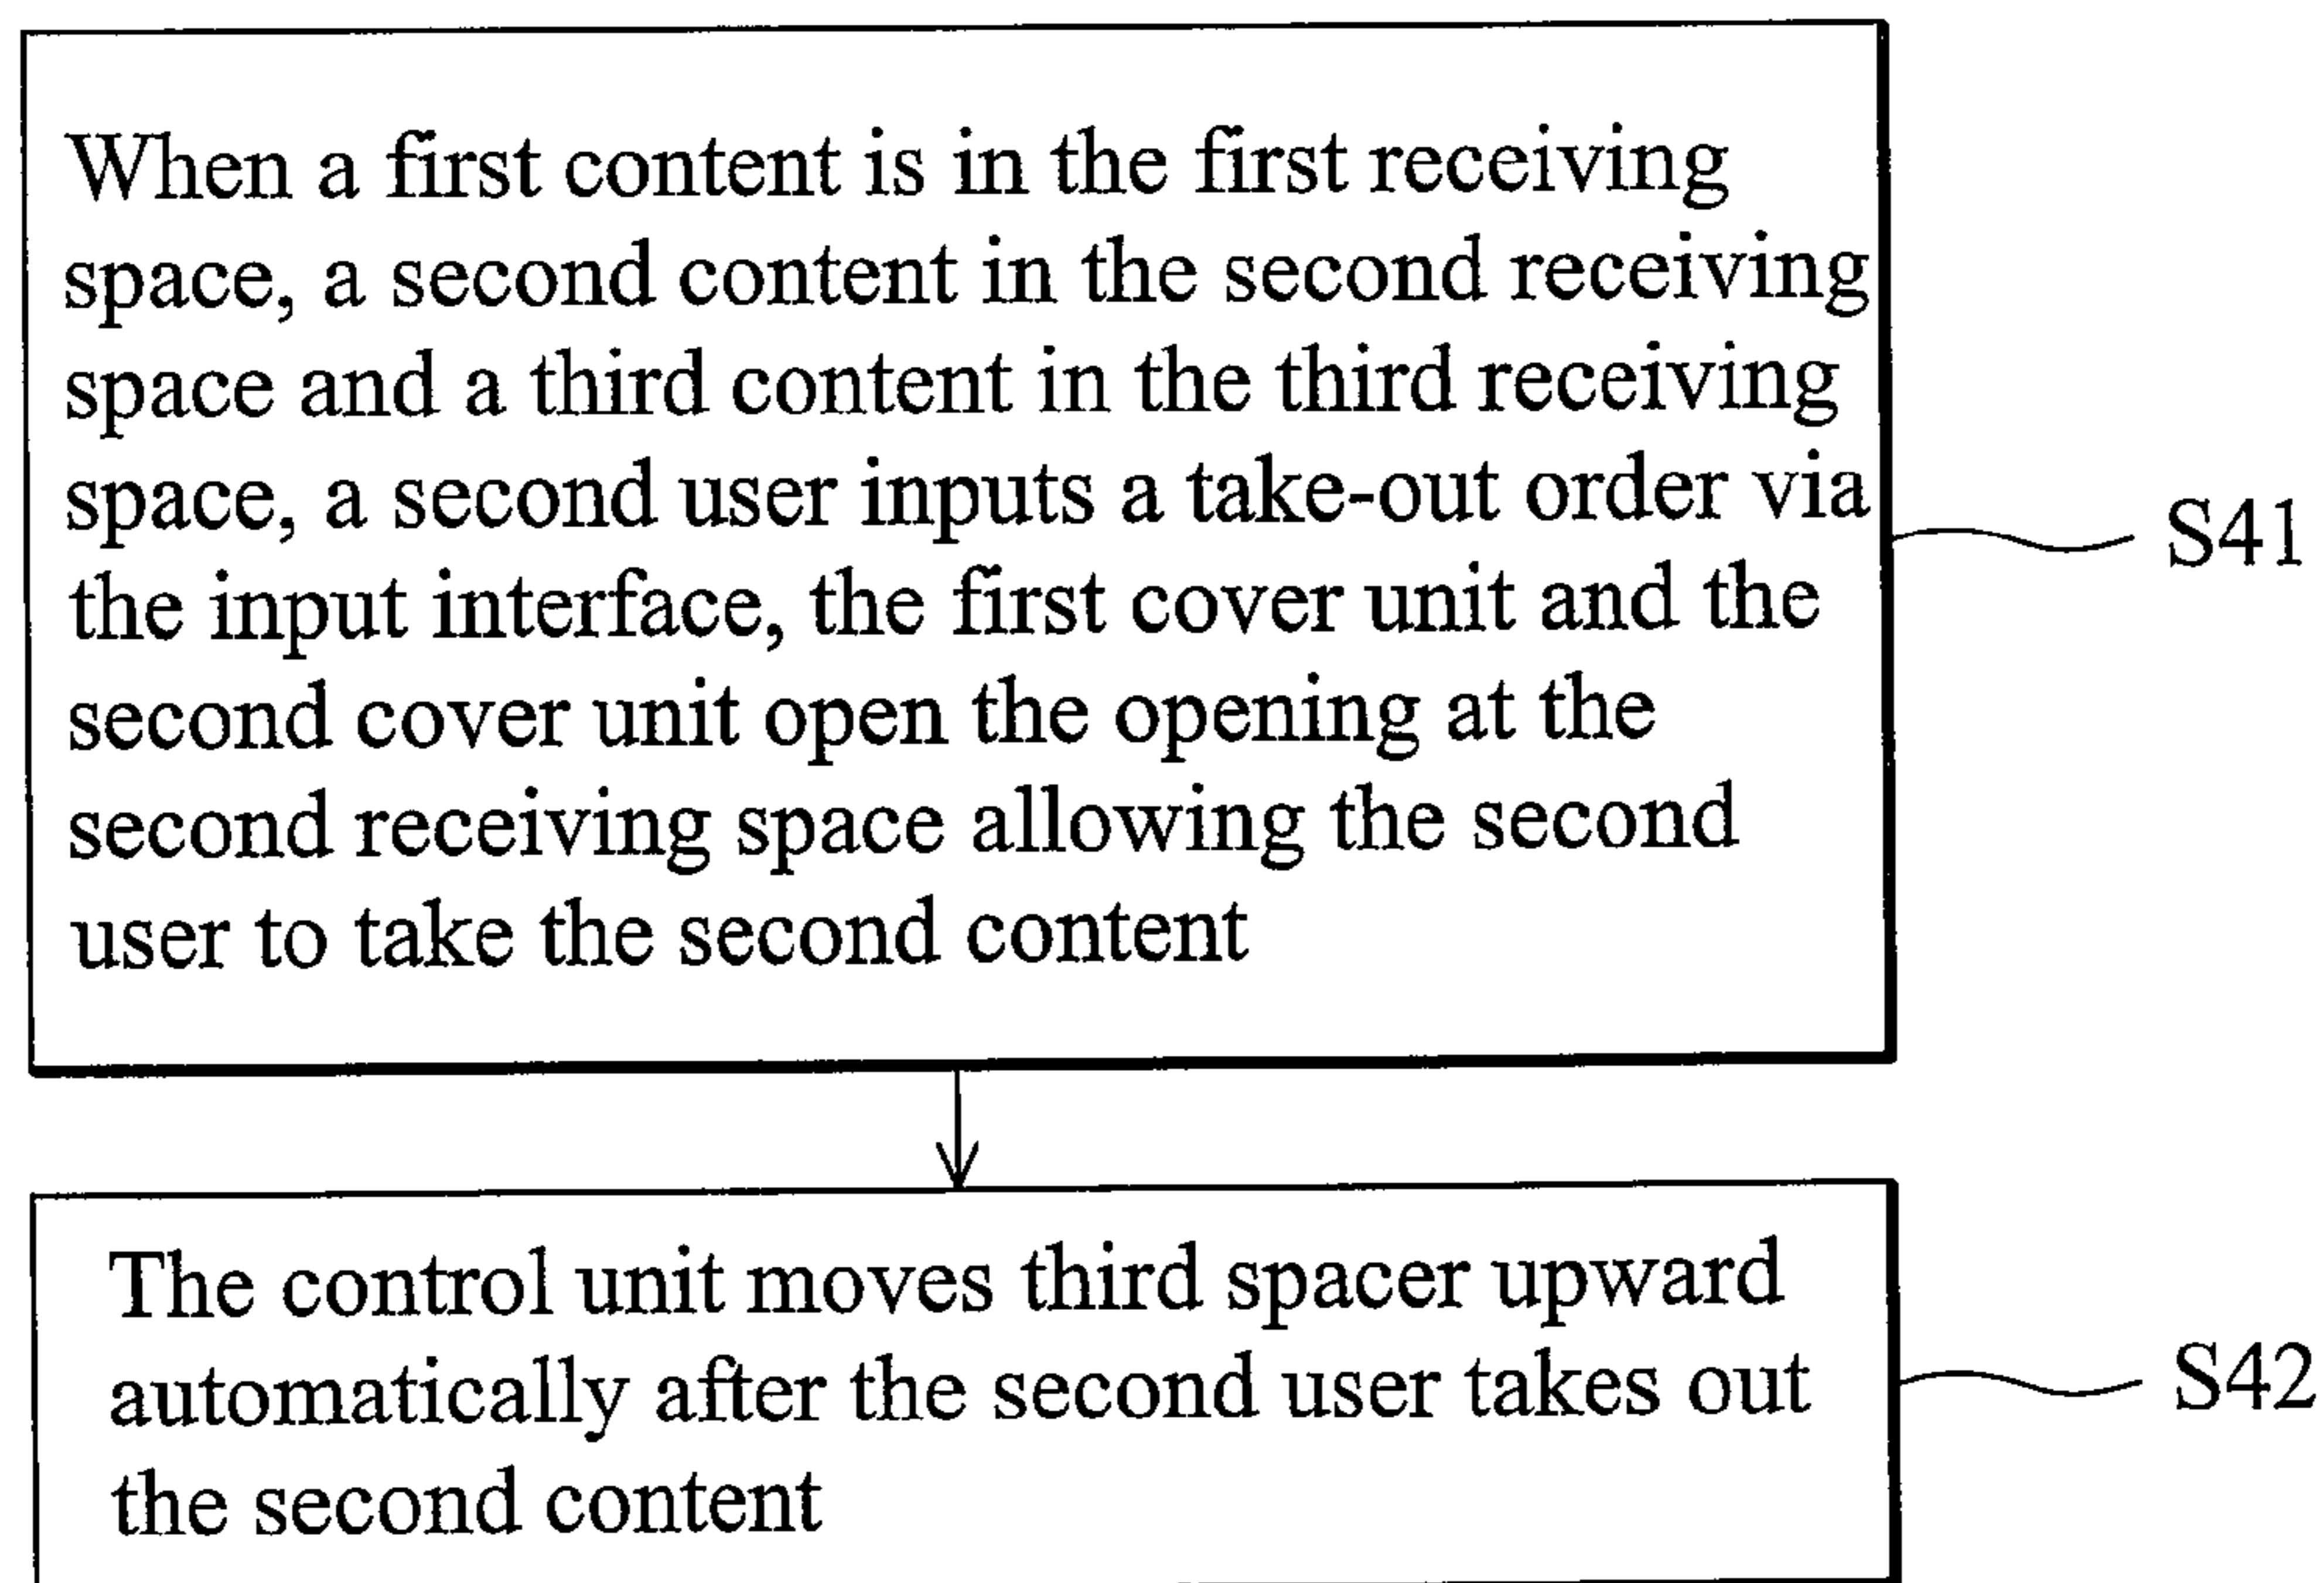 When a first content is in the first receiving
space, a second content in the second receiving
space and a third content in the third receiving
space, a second user inputs a take-out order via
the input interface, the first cover unit and the
second cover unit open the opening at the
second receiving space allowing the second
user to take the second content
S41
The control unit moves third spacer upward
automatically after the second user takes out
the second content
S42